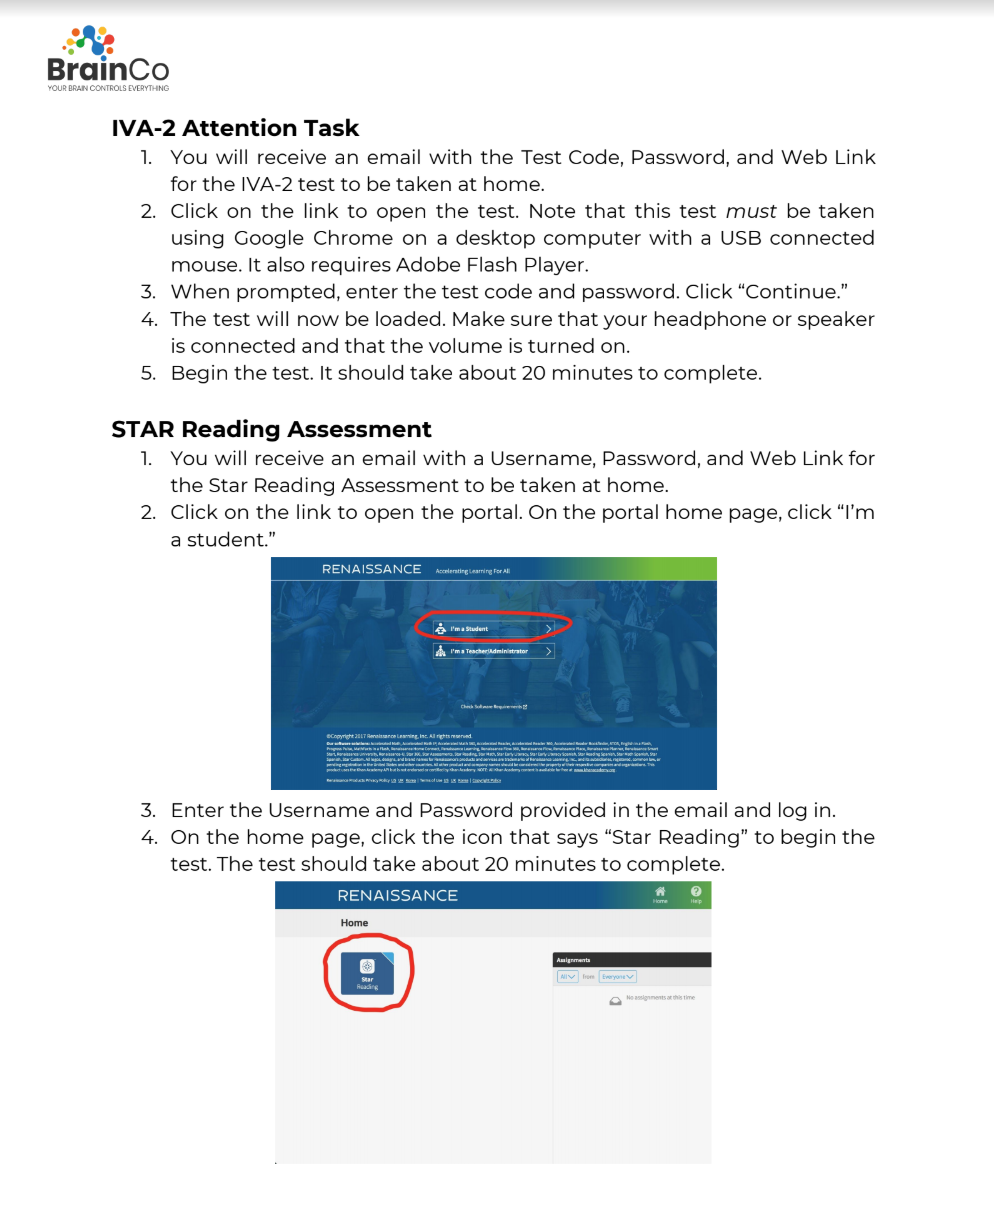 BrainCo
YOUR BRAIN CONTROLS EVERYTHING
IVA-2 Attention Task
1. You will receive an email with the Test Code, Password, and Web Link
for the IVA-2 test to be taken at home.
2. Click on the link to open the test. Note that this test must be taken
using Google Chrome on a desktop computer with a USB connected
mouse. It also requires Adobe Flash Player.
3. When prompted, enter the test code and password. Click “Continue.”
4. The test will now be loaded. Make sure that your headphone or speaker
is connected and that the volume is turned on.
5. Begin the test. It should take about 20 minutes to complete.
STAR Reading Assessment
1. You will receive an email with a Username, Password, and Web Link for
the Star Reading Assessment to be taken at home.
2. Click on the link to open the portal. On the portal home page, click “I’m
a student.”
RENAISSANCE Accelerating Learning For All
I'm a Student
I'm a Teacher/Administrator
Check Software Requirements
©Copyright 2017 Renaissance Learning, Inc. All rights reserved.
3. Enter the Username and Password provided in the email and log in.
4. On the home page, click the icon that says “Star Reading” to begin the
test. The test should take about 20 minutes to complete.
RENAISSANCE
Home Help
Home
Star
Reading
Assignments
All from Everyone
No assignments at this time